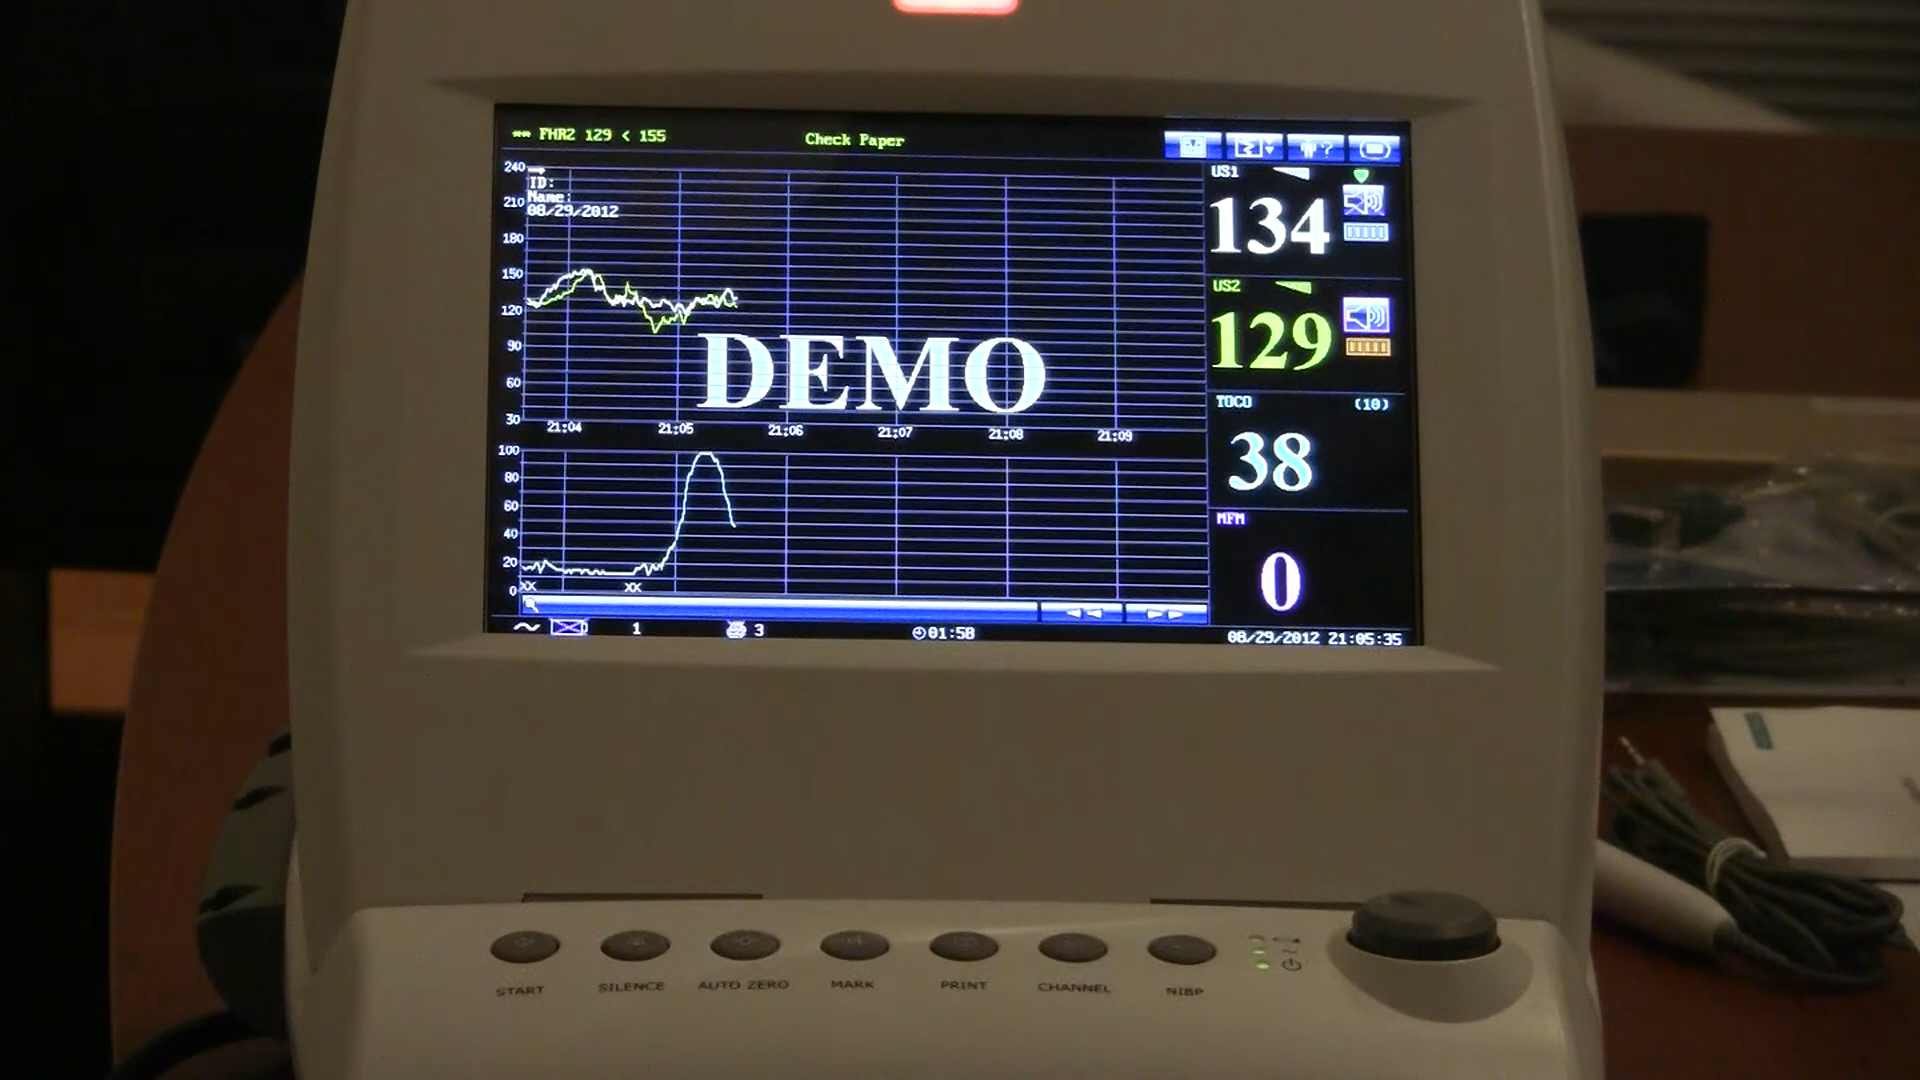 ** FHR2 129 < 155
Check Paper
240
210
180
150
120
90
60
30
ID:
Name:
08/29/2012
DEMO
21:04 21:05 21:06 21:07 21:08 21:09
100
80
60
40
20
0
XX XX
US1
134
US2
129
TOCO (10)
38
MFM
0
1 3 01:58 08/29/2012 21:05:35
START SILENCE AUTO ZERO MARK PRINT CHANNEL NIBP